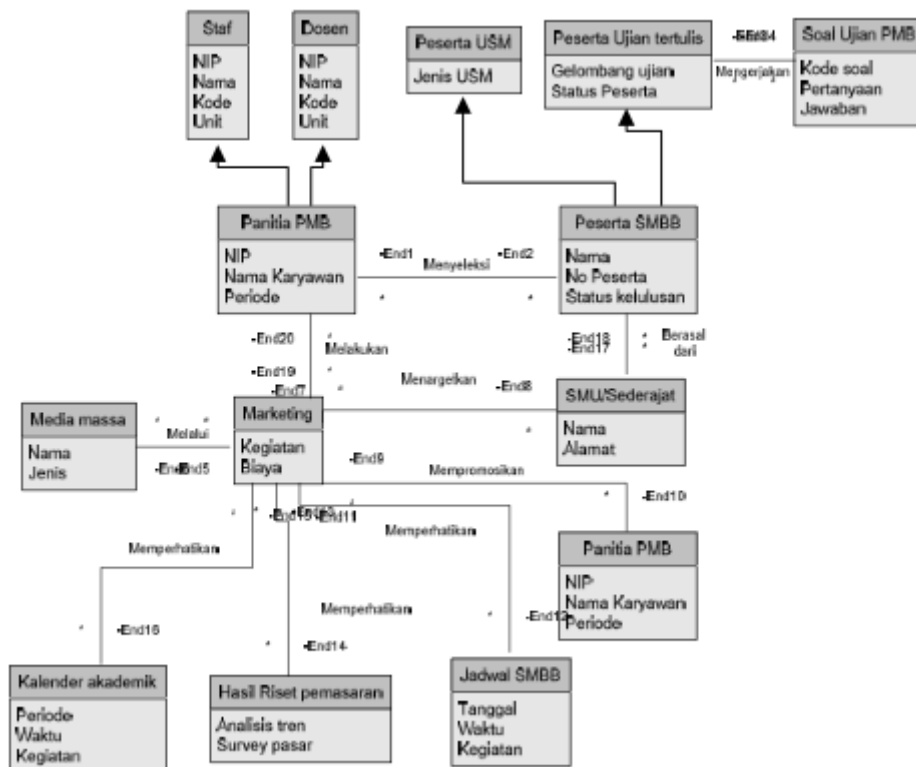 Staf
NIP
Nama
Kode
Unit
Dosen
NIP
Nama
Kode
Unit
Peserta USM
Jenis USM
Peserta Ujian tertulis
Gelombang ujian
Status Peserta
Mengerjakan
Soal Ujian PMB
Kode soal
Pertanyaan
Jawaban
Panitia PMB
NIP
Nama Karyawan
Periode
-End1
Menyeleksi
-End2
*
*
Peserta SMBB
Nama
No Peserta
Status kelulusan
-End20
*
Melakukan
-End19
*
-End7
*
Menargetkan
-End8
*
-End18
-End17
*
*
Berasal
dari
SMU/Sederajat
Nama
Alamat
Media massa
Nama
Jenis
*
*
Melalui
-End5
Marketing
Kegiatan
Biaya
-End9
*
Mempromosikan
*
-End10
Panitia PMB
NIP
Nama Karyawan
Periode
*
*
-End15
-End11
Memperhatikan
*
-End16
Memperhatikan
*
-End14
Memperhatikan
*
-End12
Kalender akademik
Periode
Waktu
Kegiatan
Hasil Riset pemasaran
Analisis tren
Survey pasar
Jadwal SMBB
Tanggal
Waktu
Kegiatan